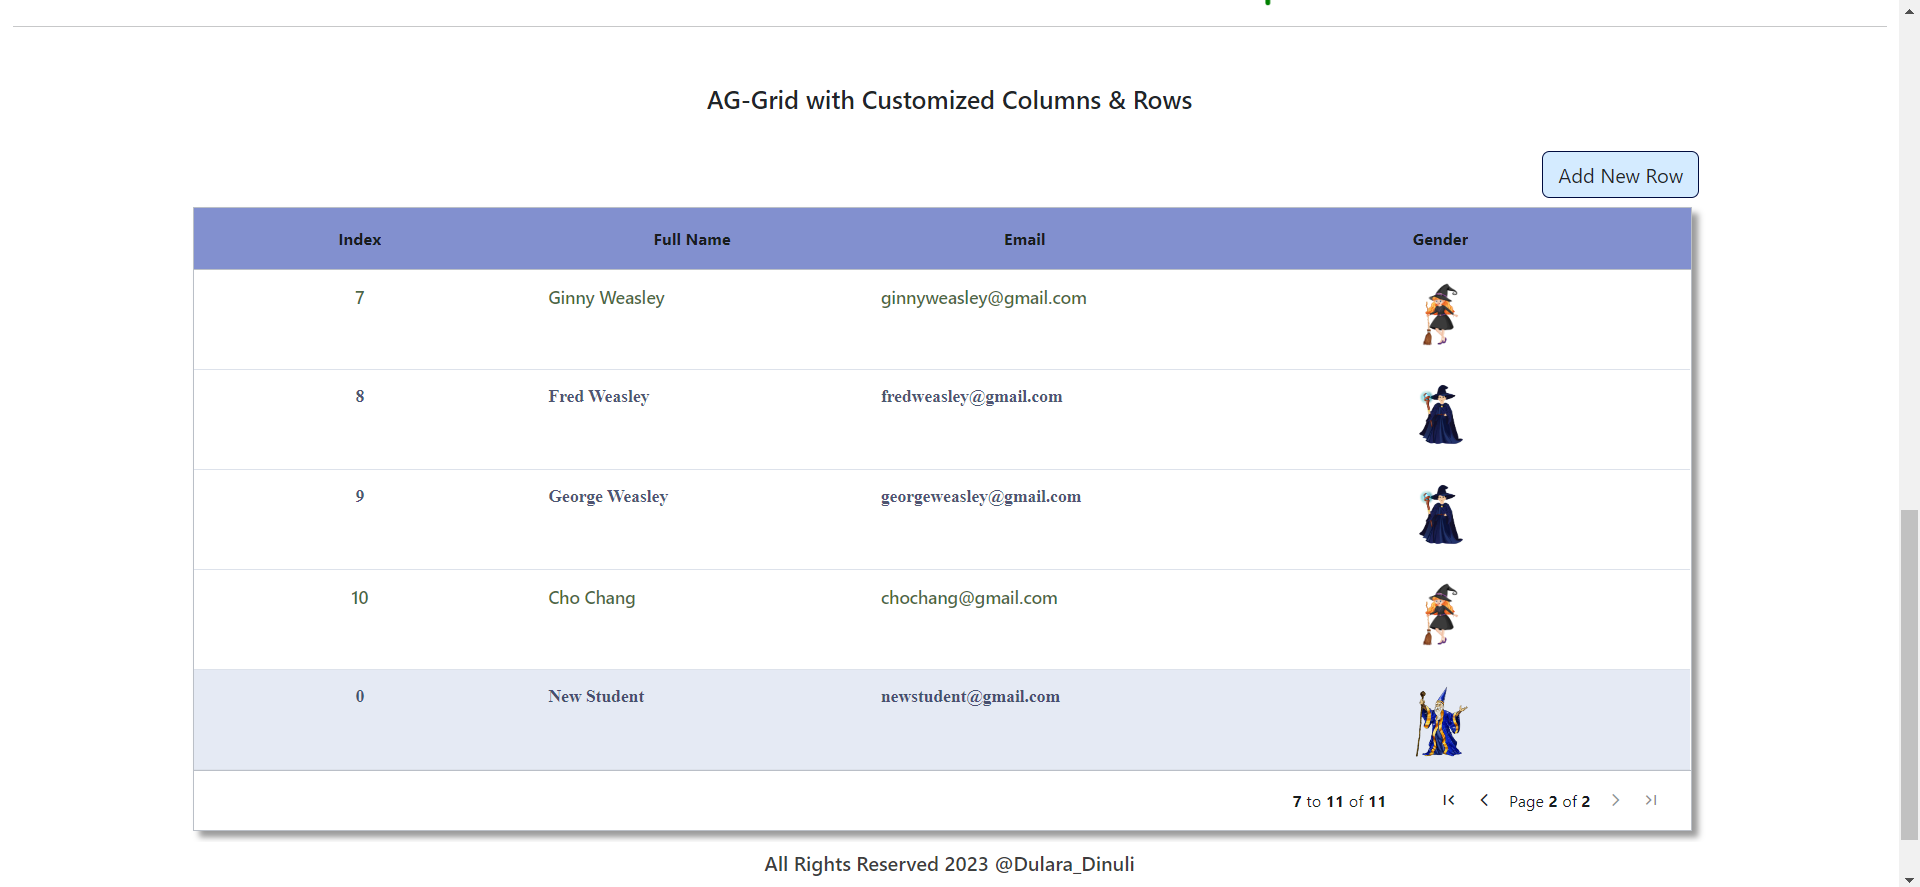 AG-Grid with Customized Columns & Rows
Add New Row
Index Full Name Email Gender
7 Ginny Weasley ginnyweasley@gmail.com
8 Fred Weasley fredweasley@gmail.com
9 George Weasley georgeweasley@gmail.com
10 Cho Chang chochang@gmail.com
0 New Student newstudent@gmail.com
7 to 11 of 11 Page 2 of 2
All Rights Reserved 2023 @Dulara_Dinuli